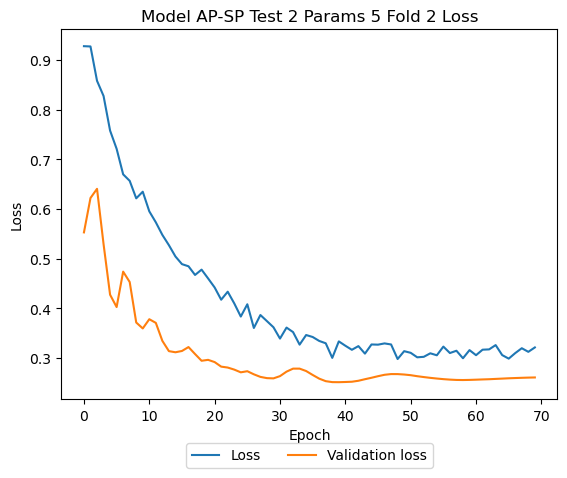 Model AP-SP Test 2 Params 5 Fold 2 Loss
0.9
0.8
0.7
0.6
0.5
0.4
0.3
Loss
0 10 20 30 40 50 60 70
Epoch
Loss Validation loss